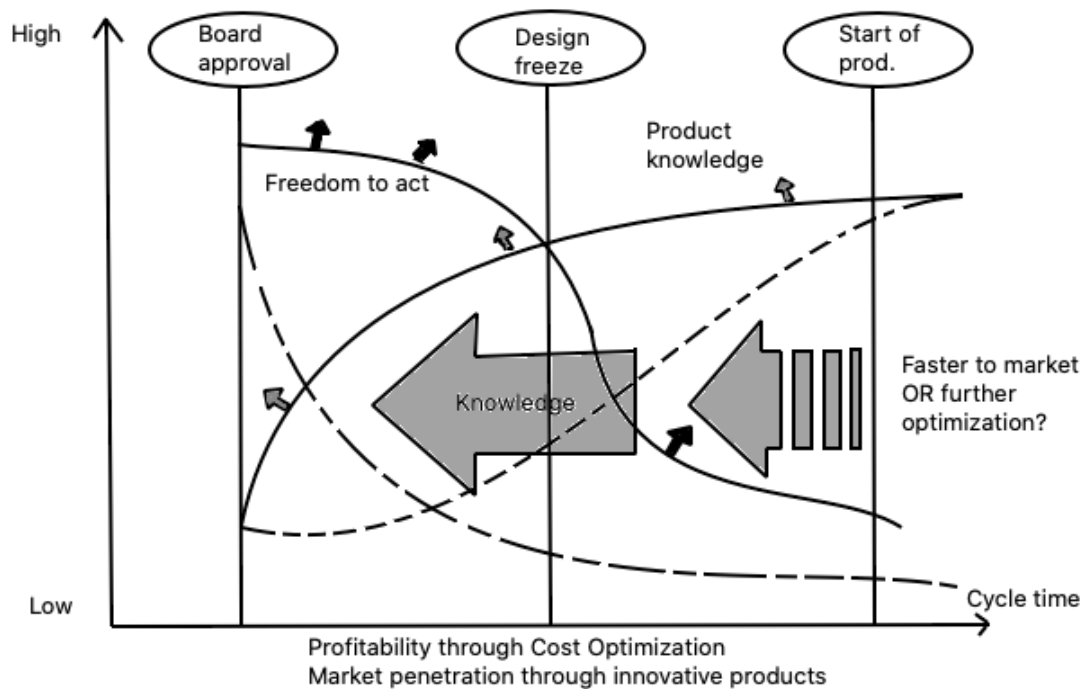 High
Board
approval
Design
freeze
Start of
prod.
Product
knowledge
Freedom to act
Knowledge
Faster to market
OR further
optimization?
Low
Cycle time
Profitability through Cost Optimization
Market penetration through innovative products